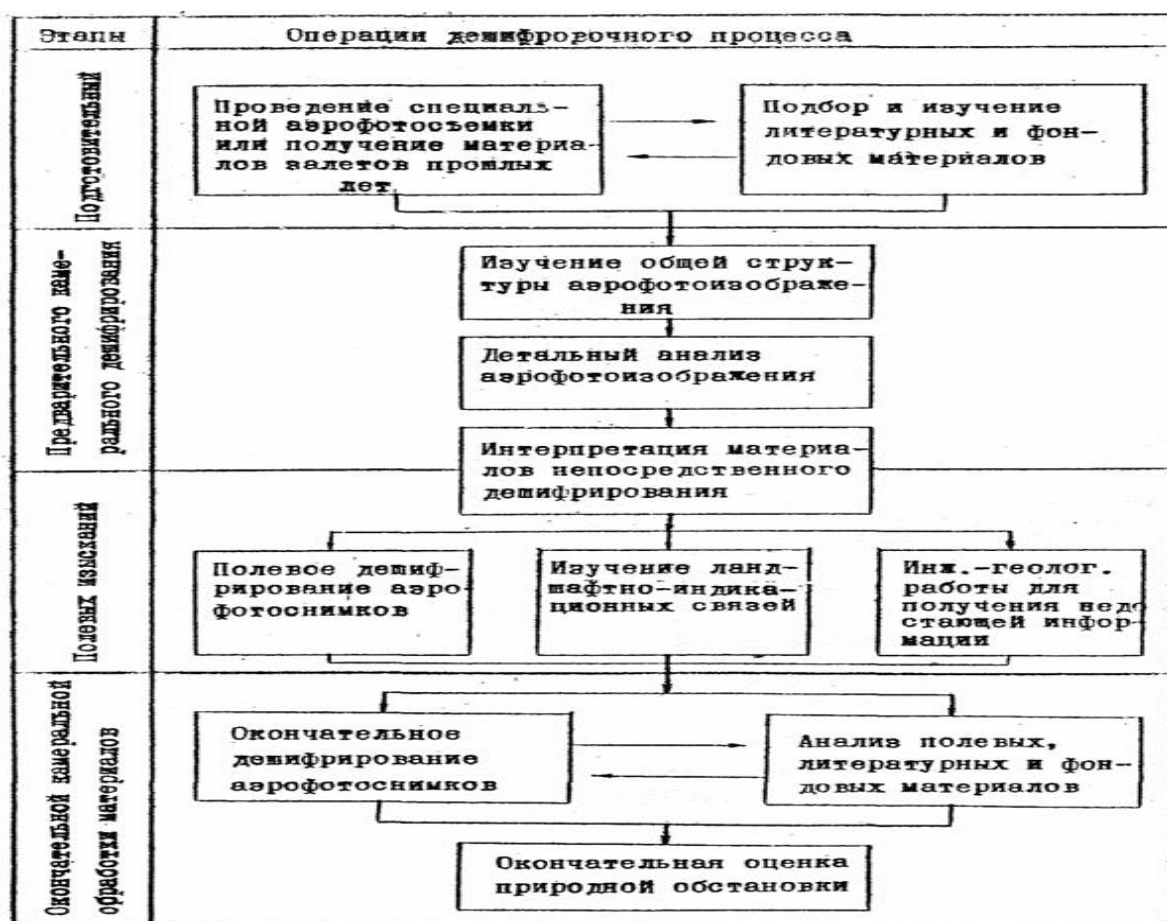 Этапы
Операции дешифровочного процесса
Подготовительный
Проведение специаль-
ной аэрофотосъемки
или получение материа-
лов залетов прошлых
лет
Подбор и изучение
литературных и фон-
довых материалов
Предварительного каме-
рального дешифрирования
Изучение общей струк-
туры аэрофотоизображе-
ния
Детальный анализ
аэрофотоизображения
Интерпретация материа-
лов непосредственного
дешифрирования
Полевых изысканий
Полевое дешиф-
рирование аэро
фотоснимков
Изучение ланд-
шафтно-индика-
ционных связей
Инж.-геолог.
работы для
получения недо
стающей инфор-
мации
Окончательной камеральной
обработки материалов
Окончательное
дешифрирование
аэрофотоснимков
Анализ полевых,
литературных и фон-
довых материалов
Окончательная оценка
природной обстановки